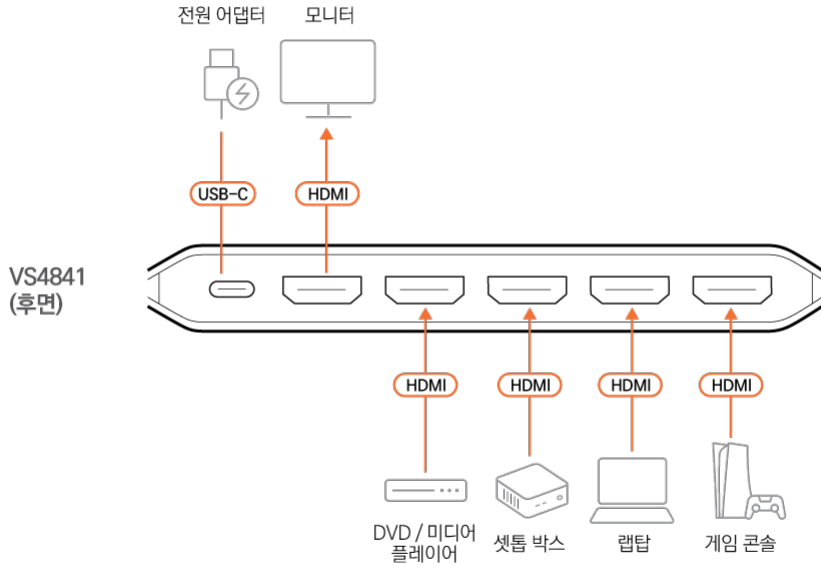 전원 어댑터
모니터
USB-C
HDMI
VS4841
(후면)
HDMI
HDMI
HDMI
HDMI
DVD / 미디어
플레이어
셋톱 박스
랩탑
게임 콘솔